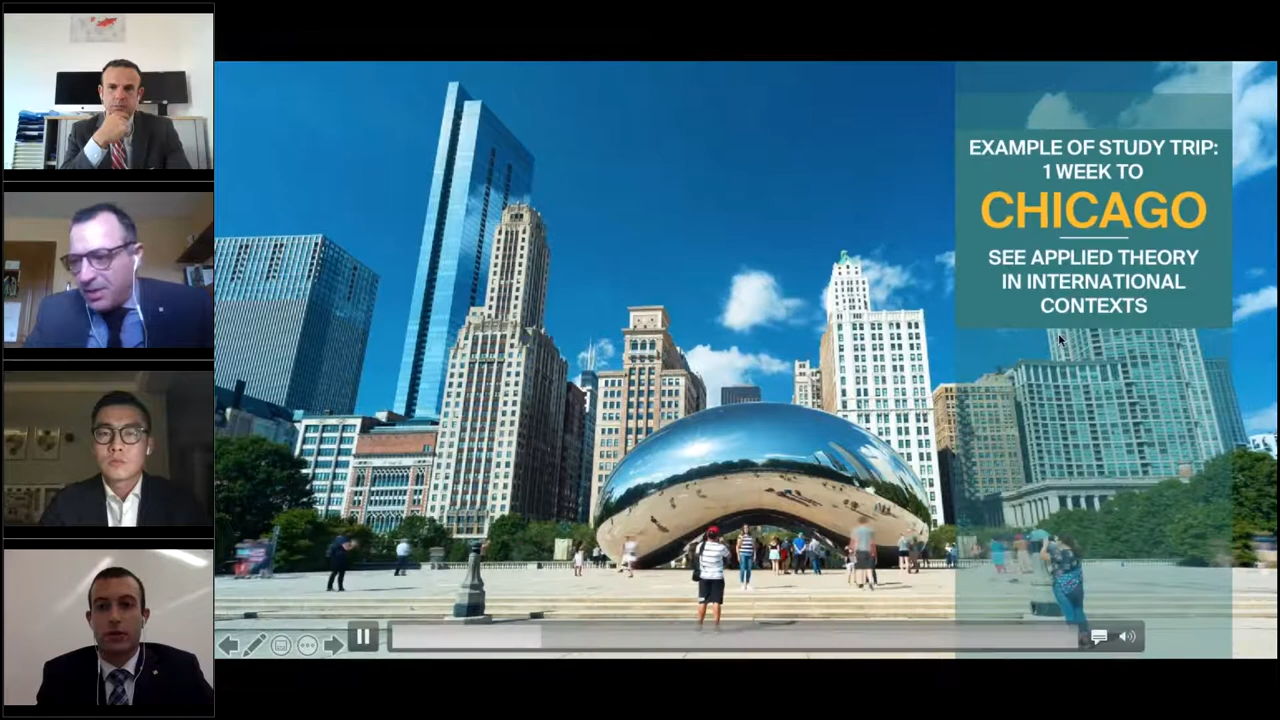 EXAMPLE OF STUDY TRIP:
1 WEEK TO
CHICAGO
SEE APPLIED THEORY
IN INTERNATIONAL
CONTEXTS